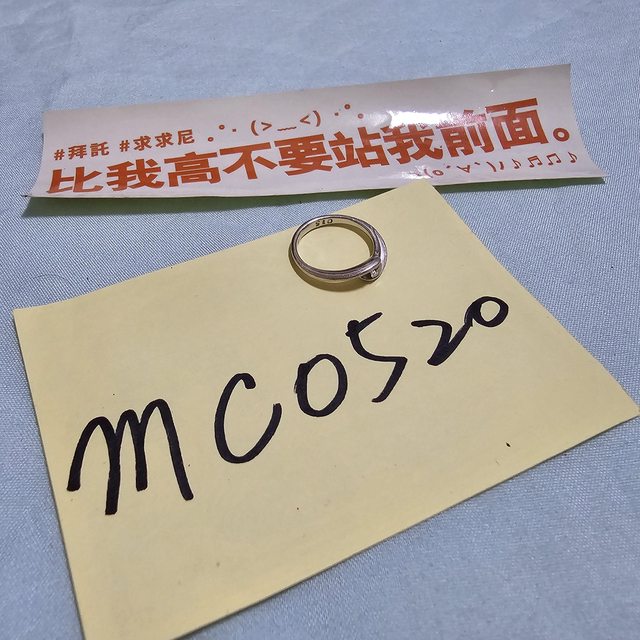 #拜託 #求求尼 。°· (>﹏<) ·°。
比我高不要站我前面。
(o´∀`)♪♬♬♪
MC0520